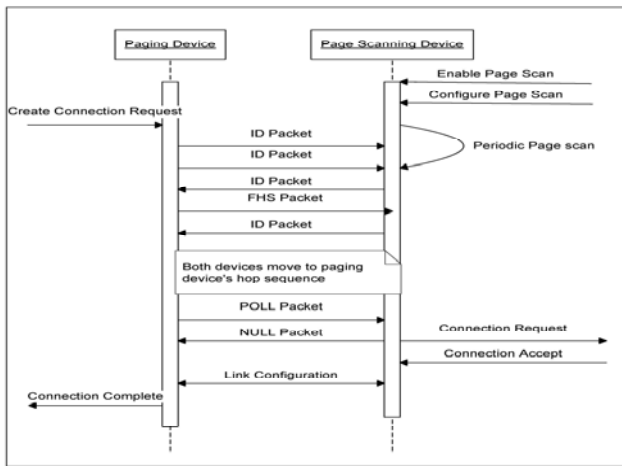 Paging Device
Page Scanning Device
Enable Page Scan
Configure Page Scan
Create Connection Request
ID Packet
Periodic Page scan
ID Packet
ID Packet
FHS Packet
ID Packet
Both devices move to paging
device's hop sequence
POLL Packet
NULL Packet
Connection Request
Connection Accept
Link Configuration
Connection Complete